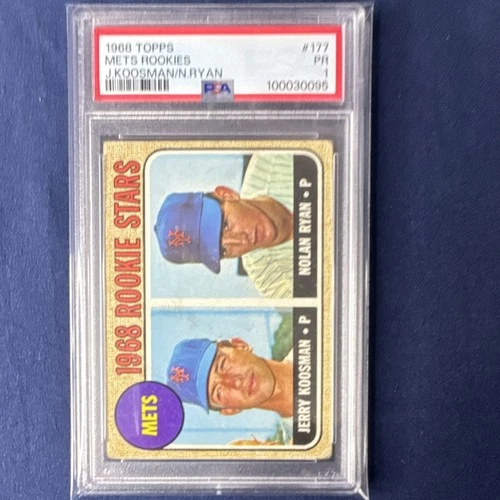 1968 TOPPS #177
METS ROOKIES PR
J.KOOSMAN/N.RYAN 1
PSA 100030095
1968 ROOKIE STARS
METS
JERRY KOOSMAN • P
NOLAN RYAN • P